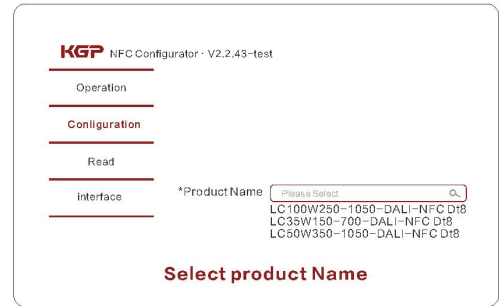 KGP NFC Configurator · V2.2.43-test
Operation
Conliguration
Read
interface
*Product Name Please Select
LC100W250-1050-DALI-NFC Dt8
LC35W150-700-DALI-NFC Dt8
LC50W350-1050-DALI-NFC Dt8
Select product Name